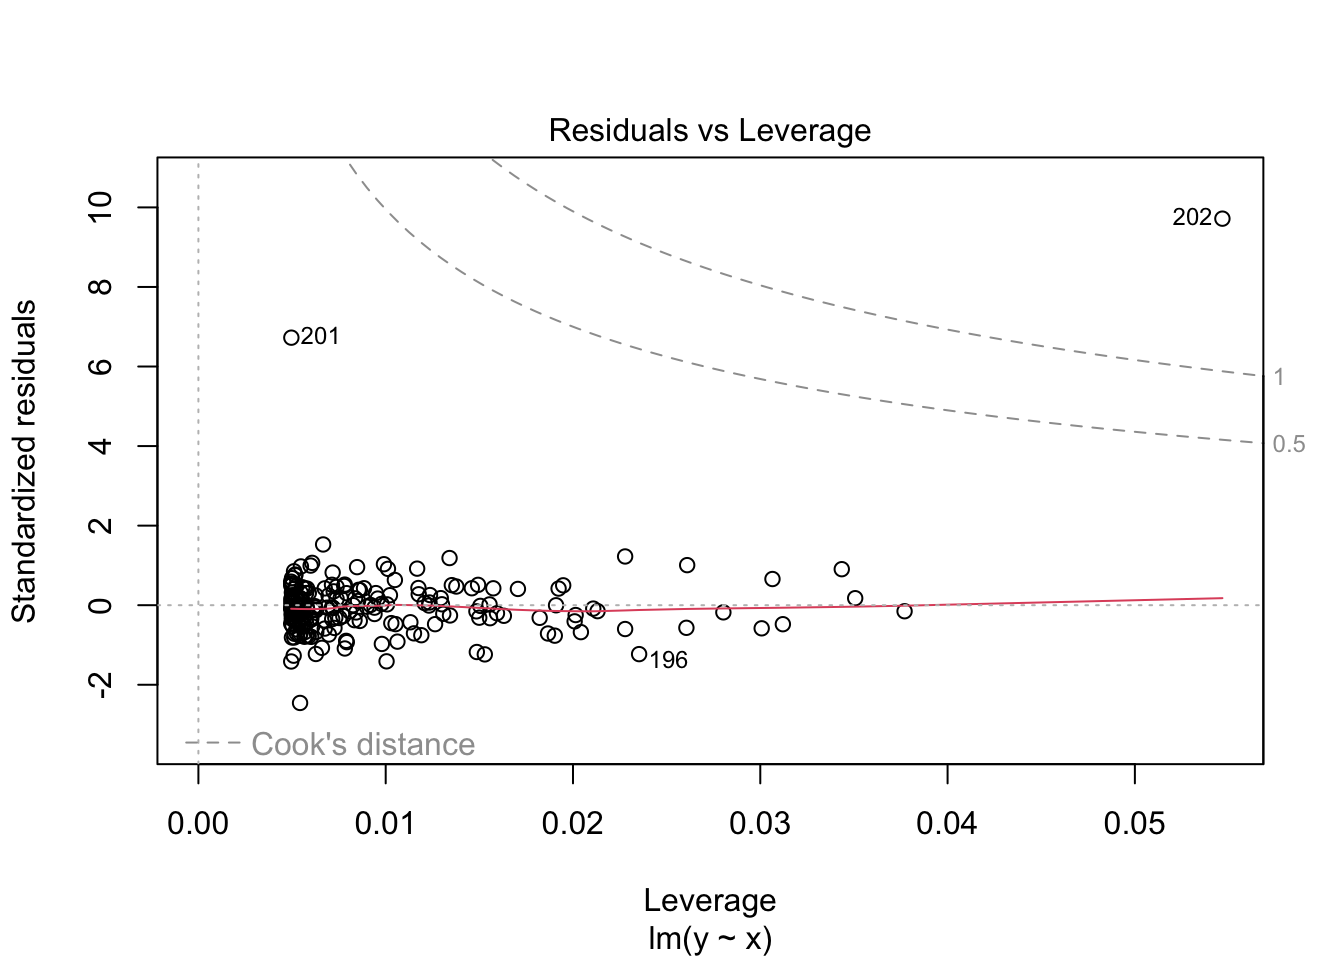 Residuals vs Leverage
Standardized residuals
10
8
6
4
2
0
-2
202
201
1
0.5
196
Cook's distance
0.00 0.01 0.02 0.03 0.04 0.05
Leverage
lm(y ~ x)